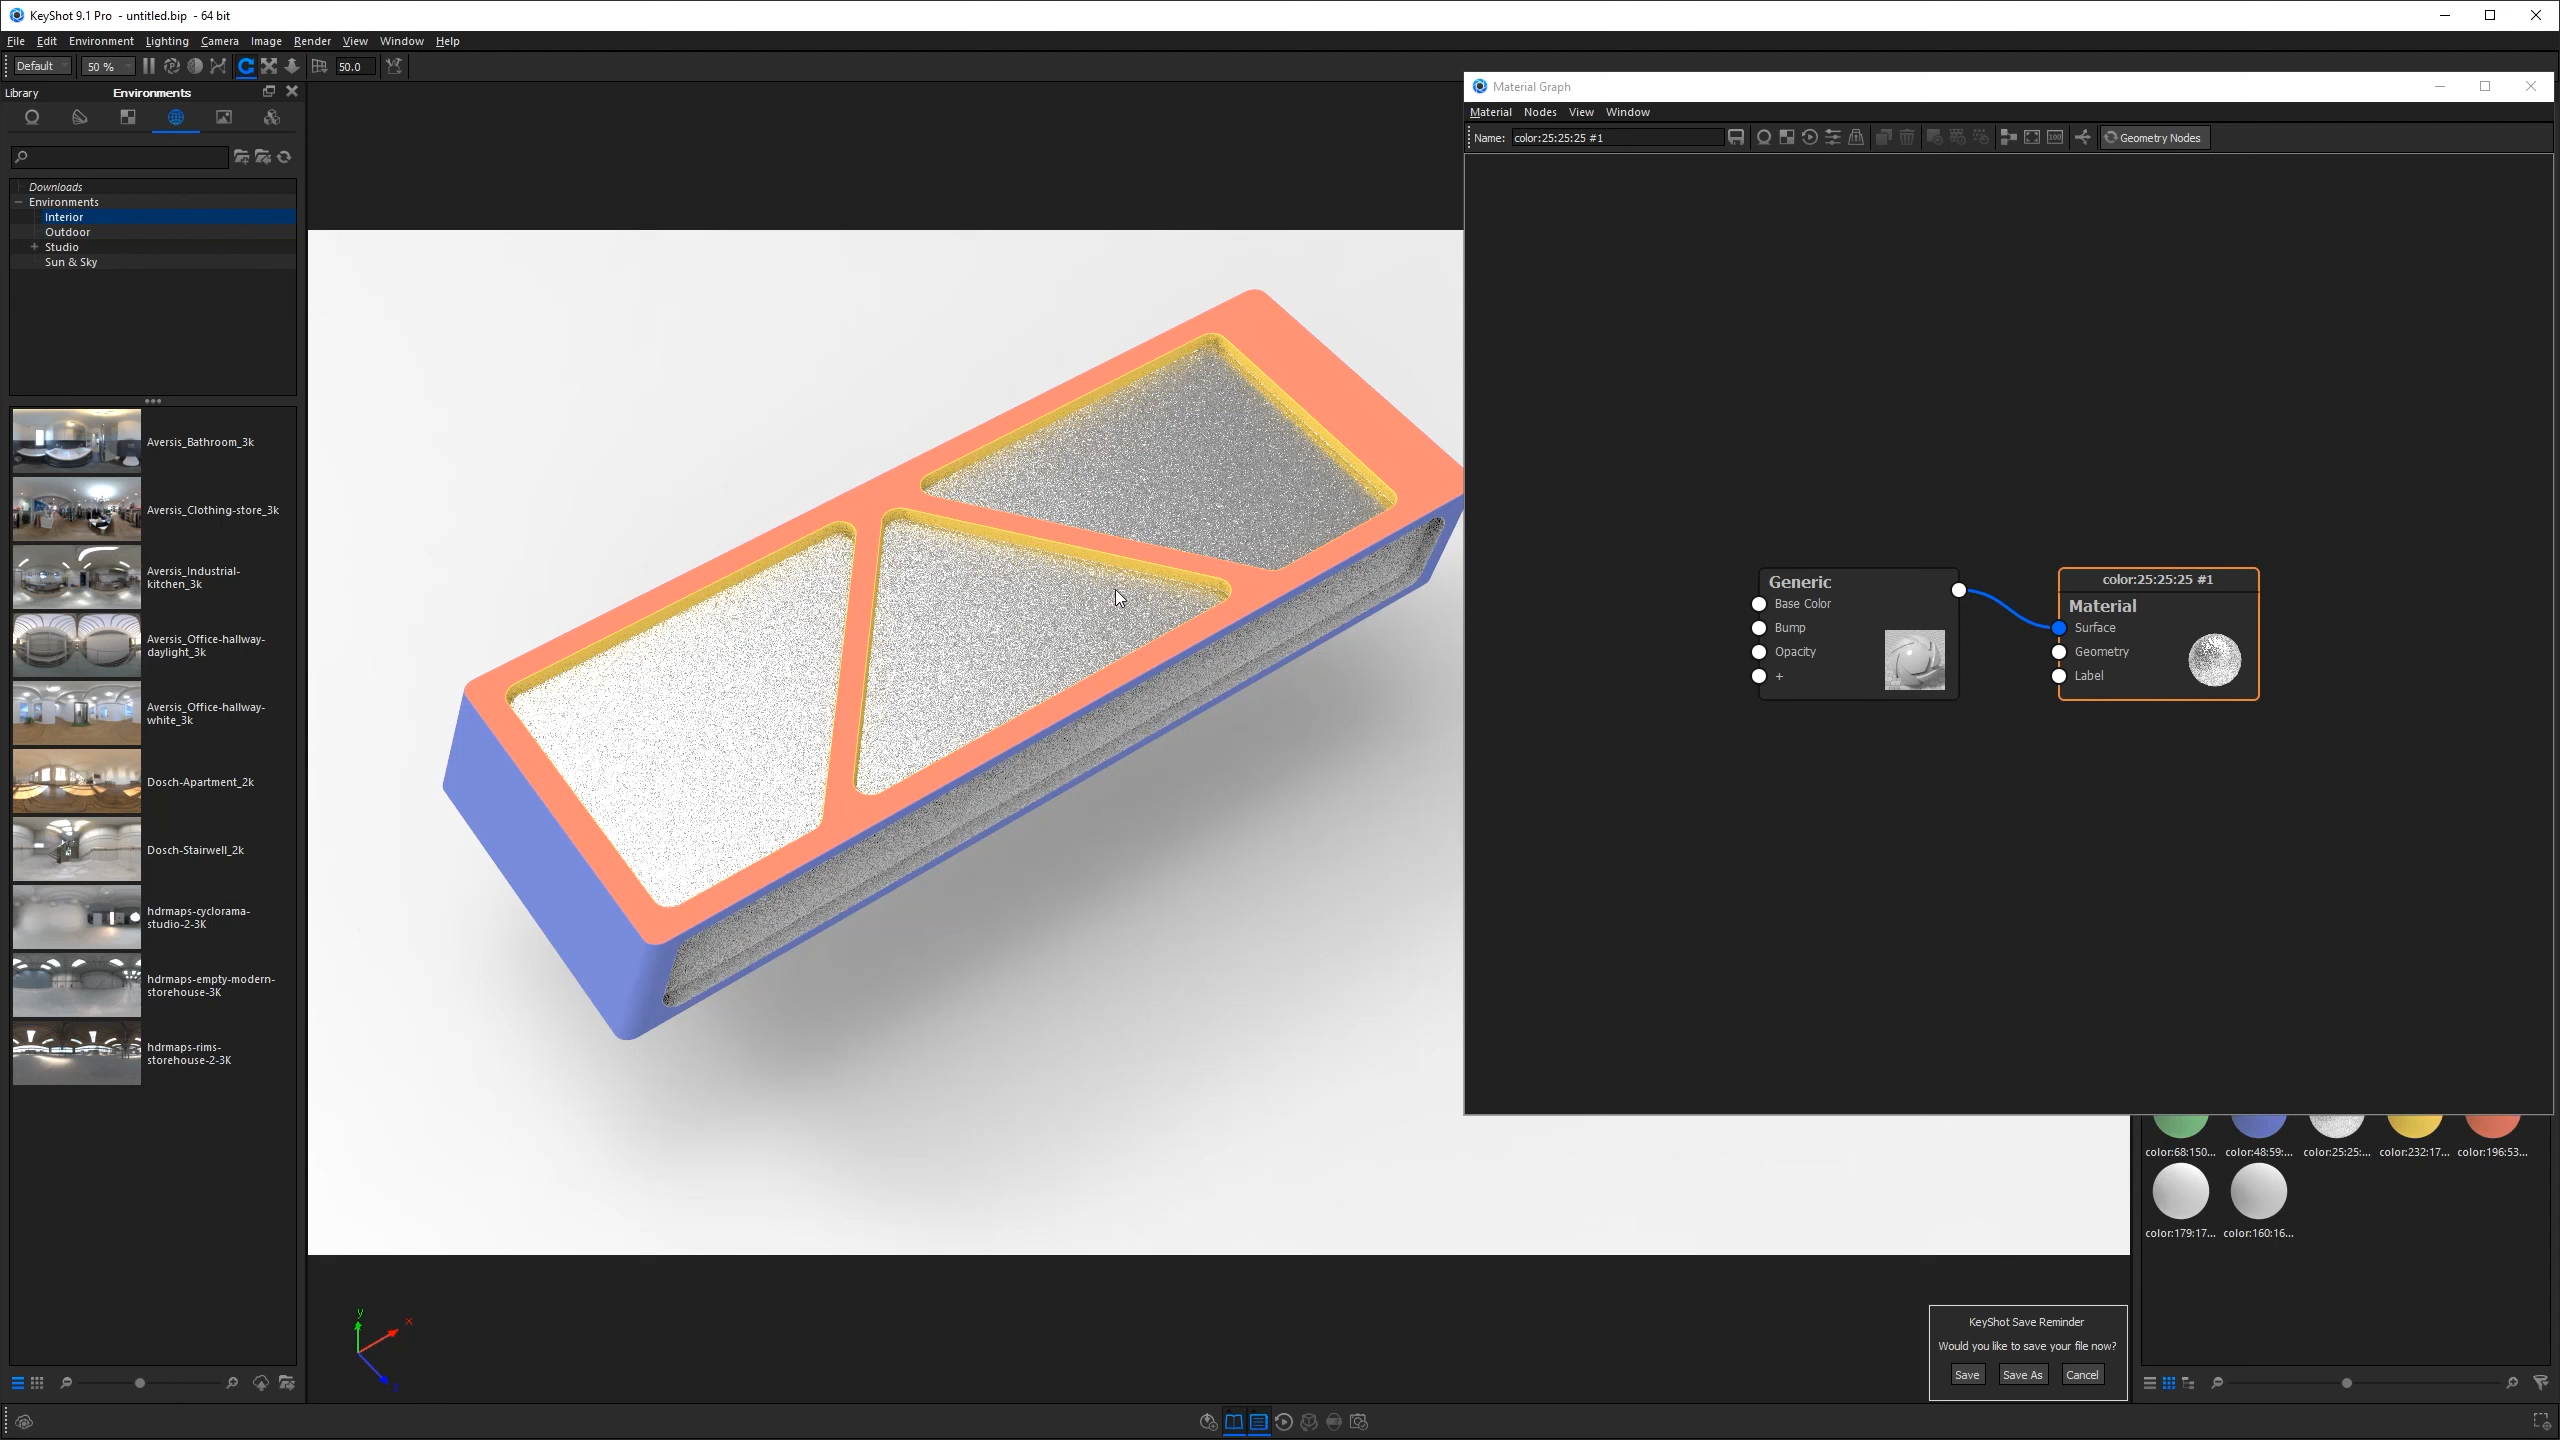 KeyShot 9.1 Pro  - untitled.bip  - 64 bit
File Edit Environment Lighting Camera Image Render View Window Help
Default 50 % 50.0
Library Environments
Downloads
Environments
Interior
Outdoor
Studio
Sun & Sky
Aversis_Bathroom_3k
Aversis_Clothing-store_3k
Aversis_Industrial-
kitchen_3k
Aversis_Office-hallway-
daylight_3k
Aversis_Office-hallway-
white_3k
Dosch-Apartment_2k
Dosch-Stairwell_2k
hdrmaps-cyclorama-
studio-2-3K
hdrmaps-empty-modern-
storehouse-3K
hdrmaps-rims-
storehouse-2-3K
y
x
Material Graph
Material Nodes View Window
Name: color:25:25:25 #1 Geometry Nodes
Generic
Base Color
Bump
Opacity
+
color:25:25:25 #1
Material
Surface
Geometry
Label
color:68:150... color:48:59:... color:25:25:... color:232:17... color:196:53...
color:179:17... color:160:16...
KeyShot Save Reminder
Would you like to save your file now?
Save Save As Cancel